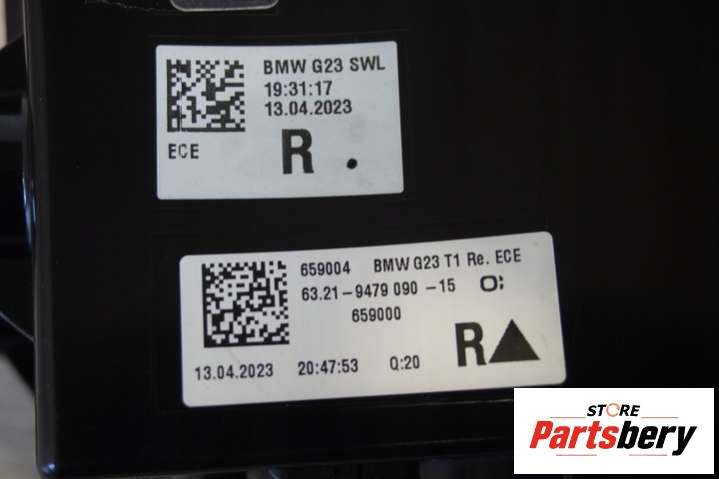 BMW G23 SWL
19:31:17
13.04.2023
ECE
R .
659004 BMW G23 T1 Re. ECE
63.21-9479 090 -15 O:
659000
R▲
13.04.2023 20:47:53 Q:20
STORE
Partsbery